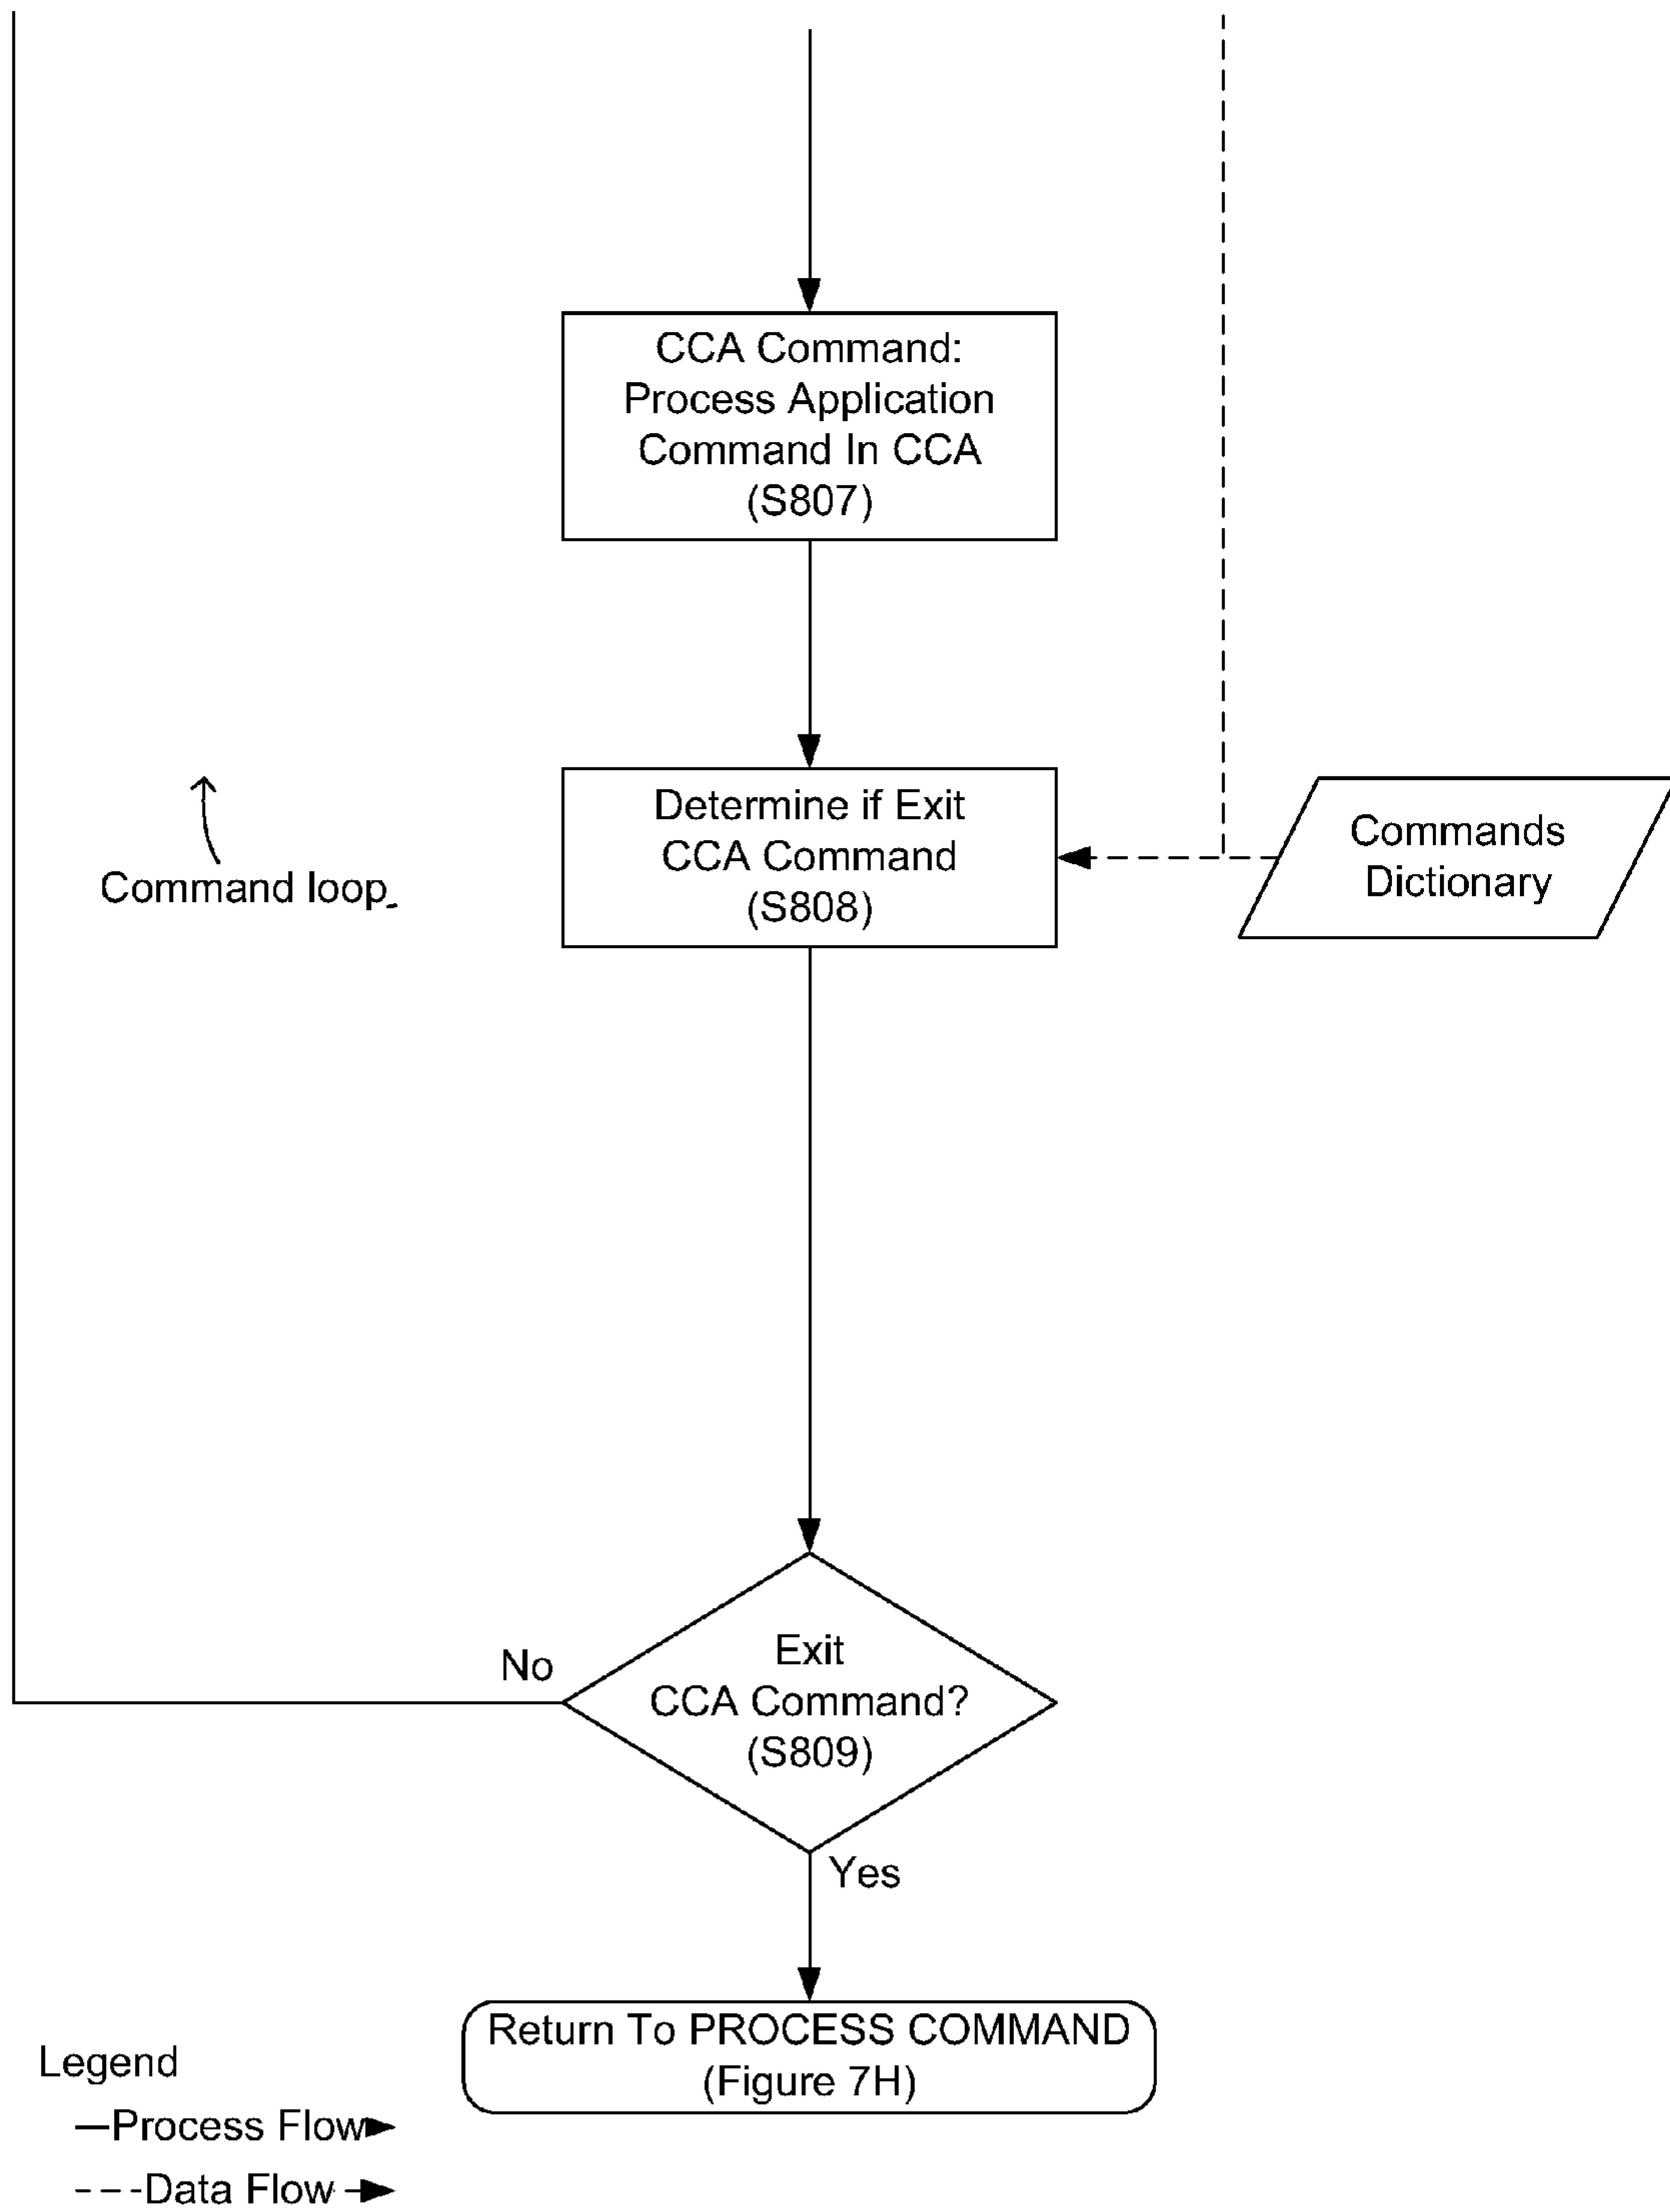 CCA Command:
Process Application
Command In CCA
(S807)
Determine if Exit
CCA Command
(S808)
Commands
Dictionary
Command loop
Exit
CCA Command?
(S809)
No
Yes
Return To PROCESS COMMAND
(Figure 7H)
Legend
Process Flow
Data Flow